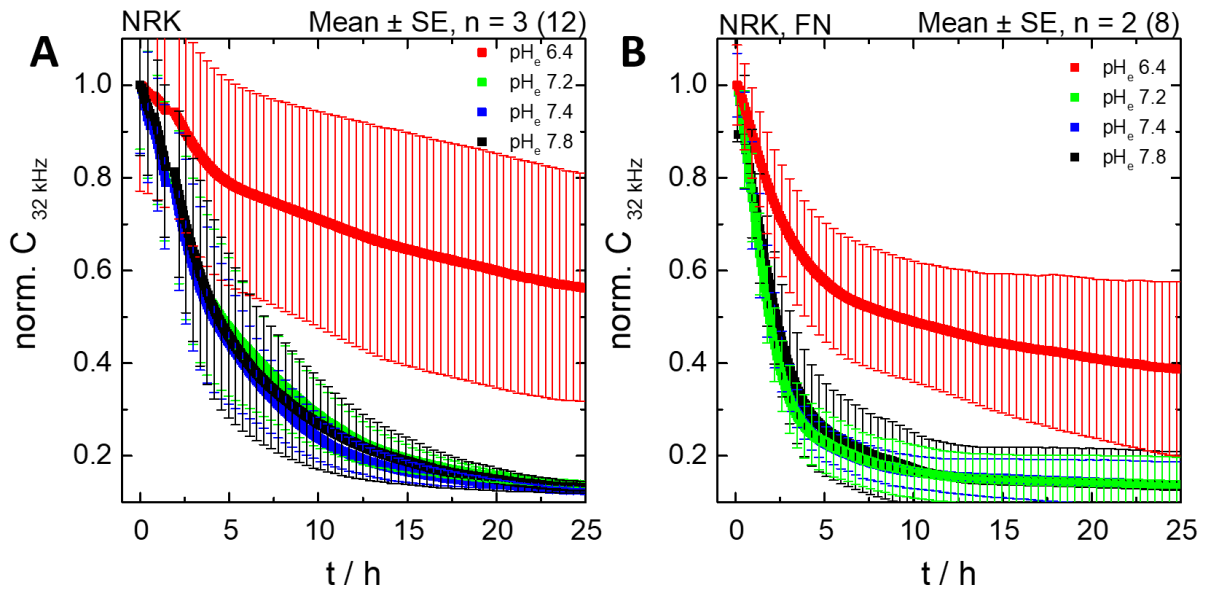 A
NRK
Mean ± SE, n = 3 (12)
pHe 6.4
pHe 7.2
pHe 7.4
pHe 7.8
norm. C 32 kHz
1.0
0.8
0.6
0.4
0.2
0
5
10
15
20
25
t / h
B
NRK, FN
Mean ± SE, n = 2 (8)
pHe 6.4
pHe 7.2
pHe 7.4
pHe 7.8
norm. C 32 kHz
1.0
0.8
0.6
0.4
0.2
0
5
10
15
20
25
t / h